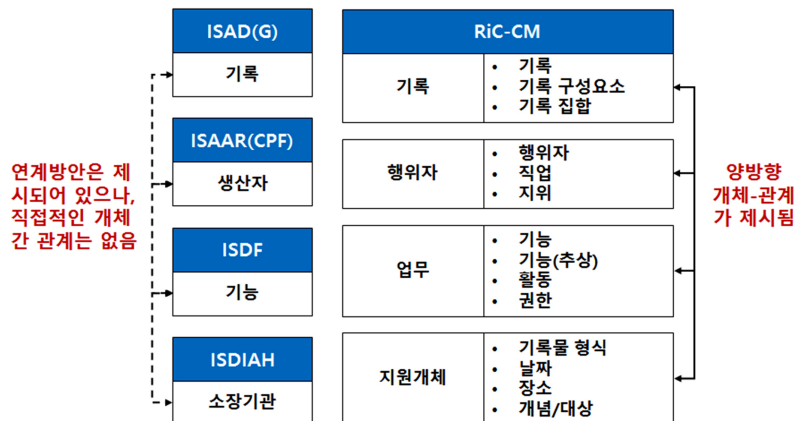 ISAD(G)
기록
ISAAR(CPF)
생산자
ISDF
기능
ISDIAH
소장기관
연계방안은 제
시되어 있으나,
직접적인 개체
간 관계는 없음
RiC-CM
기록
• 기록
• 기록 구성요소
• 기록 집합
행위자
• 행위자
• 직업
• 지위
업무
• 기능
• 기능(추상)
• 활동
• 권한
지원개체
• 기록물 형식
• 날짜
• 장소
• 개념/대상
양방향
개체-관계
가 제시됨